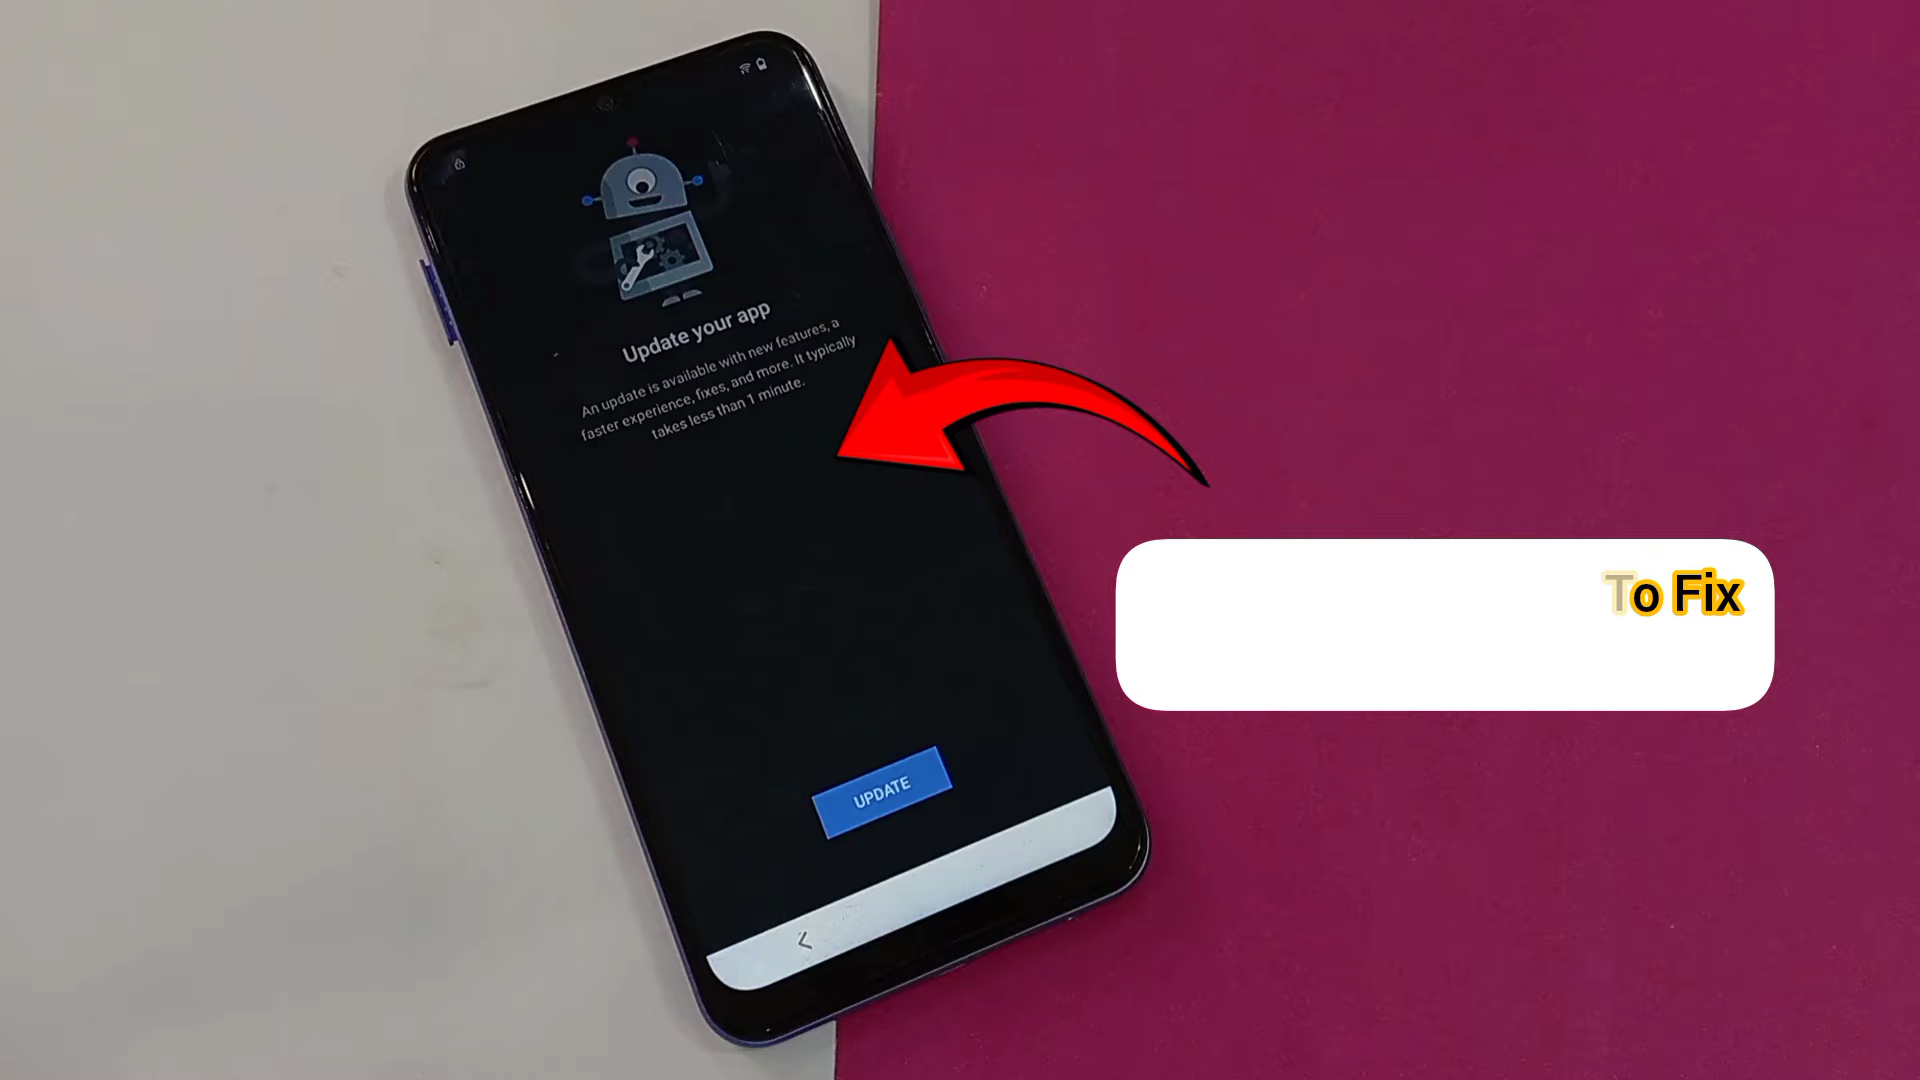 Update your app
An update is available with new features, a
faster experience, fixes, and more. It typically
takes less than 1 minute.
UPDATE
To Fix